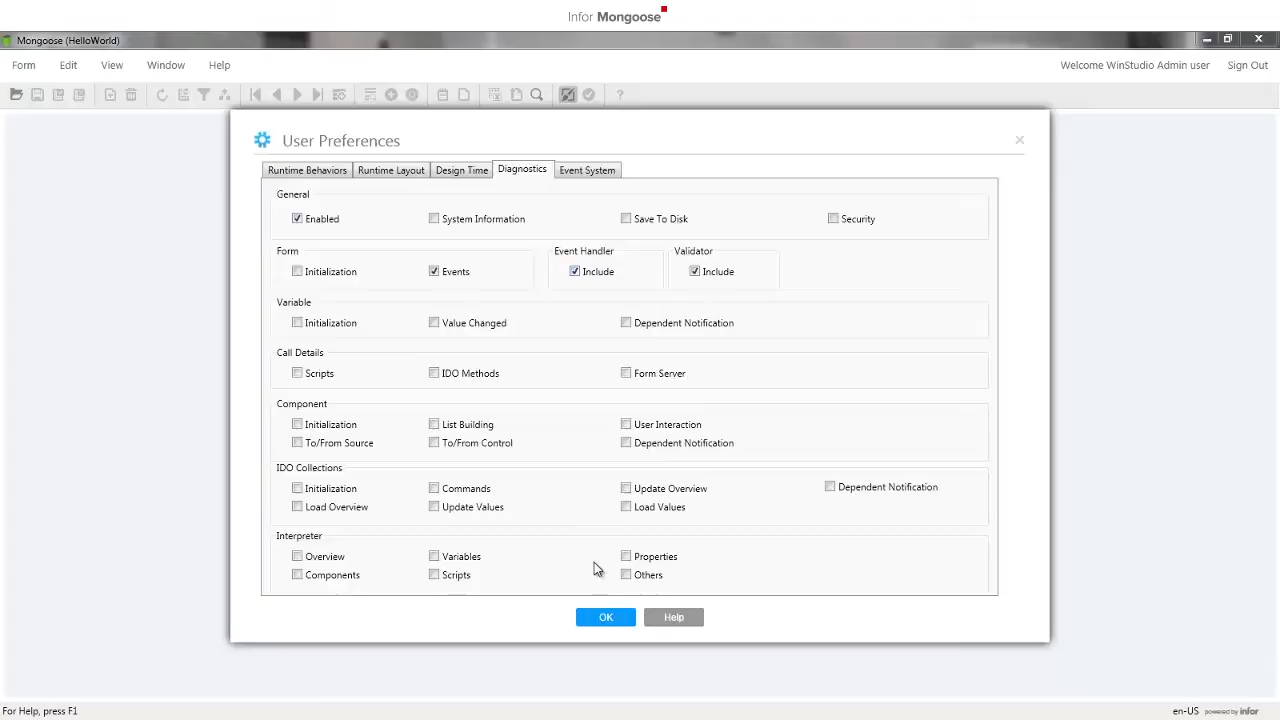 Infor Mongoose
Mongoose (HelloWorld)
Form Edit View Window Help Welcome WinStudio Admin user Sign Out
User Preferences
Runtime Behaviors Runtime Layout Design Time Diagnostics Event System
General
Enabled System Information Save To Disk Security
Form Event Handler Validator
Initialization Events Include Include
Variable
Initialization Value Changed Dependent Notification
Call Details
Scripts IDO Methods Form Server
Component
Initialization List Building User Interaction
To/From Source To/From Control Dependent Notification
IDO Collections
Initialization Commands Update Overview Dependent Notification
Load Overview Update Values Load Values
Interpreter
Overview Variables Properties
Components Scripts Others
OK Help
For Help, press F1 en-US powered by infor